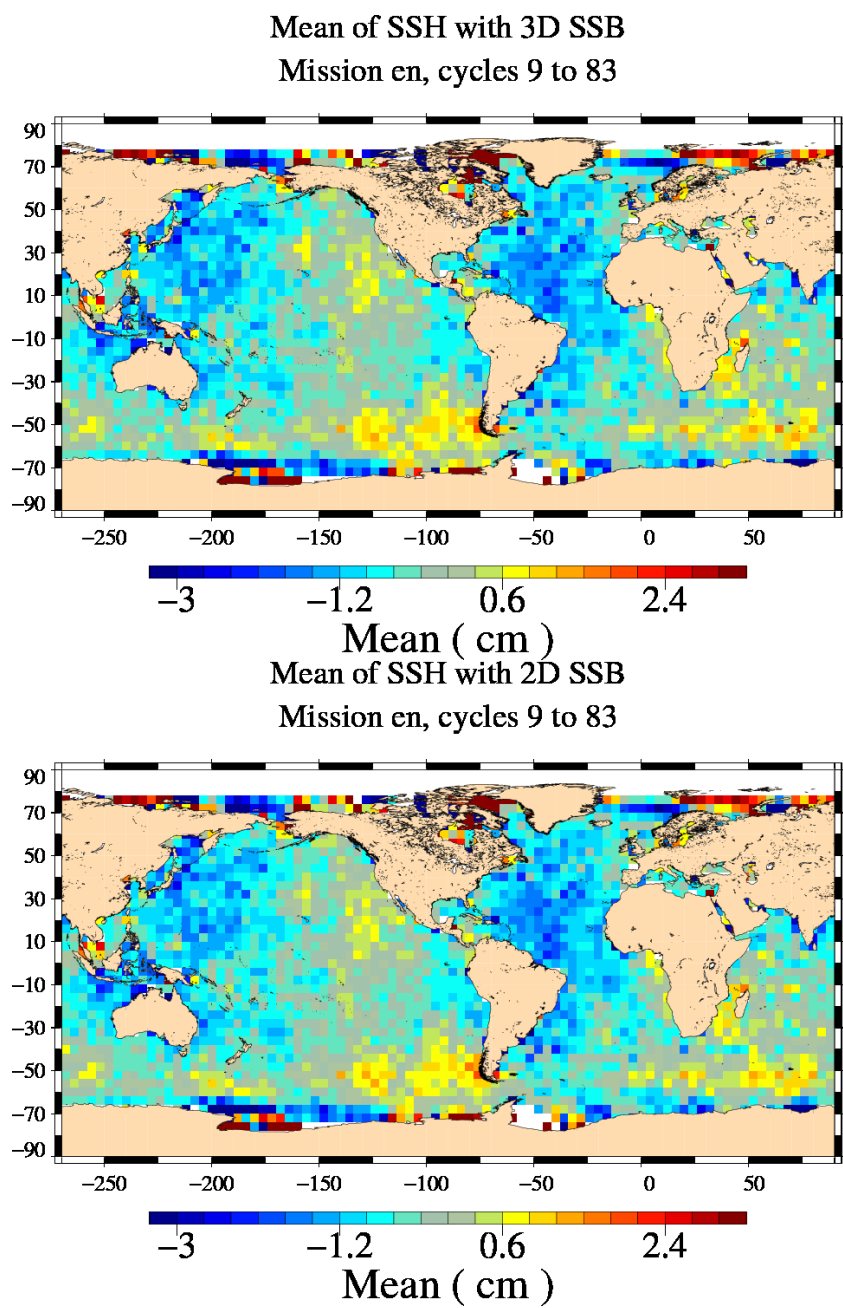 Mean of SSH with 3D SSB
Mission en, cycles 9 to 83
90
70
50
30
10
−10
−30
−50
−70
−90
−250 −200 −150 −100 −50 0 50
−3 −1.2 0.6 2.4
Mean ( cm )
Mean of SSH with 2D SSB
Mission en, cycles 9 to 83
90
70
50
30
10
−10
−30
−50
−70
−90
−250 −200 −150 −100 −50 0 50
−3 −1.2 0.6 2.4
Mean ( cm )